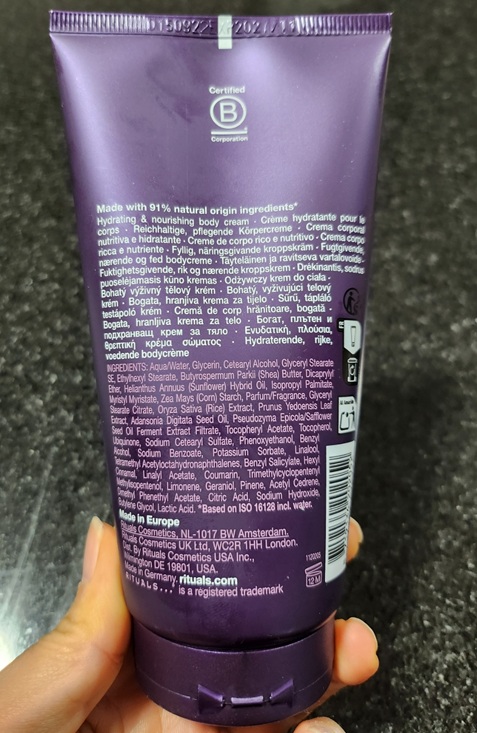 Certified
B
Corporation
Made with 91% natural origin ingredients*
Hydrating & nourishing body cream · Crème hydratante pour le
corps · Reichhaltige, pflegende Körpercreme · Crema corporal
nutritiva e hidratante · Creme de corpo rico e nutritivo · Crema corpo
ricca e nutriente · Fyllig, näringsgivande kroppskräm · Fugtgivende,
nærende og fed bodycreme · Täyteläinen ja ravitseva vartalovoide ·
Fuktighetsgivende, rik og nærende kroppskrem · Drėkinantis, sodrus
puoselėjamasis kūno kremas · Odżywczy krem do ciała ·
Bohatý výživný tělový krém · Bohatý, vyživujúci telový
krém · Bogata, hranjiva krema za tijelo · Sűrű, tápláló
testápoló krém · Cremă de corp hrănitoare, bogată ·
Bogata, hranljiva krema za telo · Богат, плътен и
подхранващ крем за тяло · Ενυδατική, πλούσια,
θρεπτική κρέμα σώματος · Hydraterende, rijke,
voedende bodycrème
INGREDIENTS: Aqua/Water, Glycerin, Cetearyl Alcohol, Glyceryl Stearate
SE, Ethylhexyl Stearate, Butyrospermum Parkii (Shea) Butter, Dicaprylyl
Ether, Helianthus Annuus (Sunflower) Hybrid Oil, Isopropyl Palmitate,
Myristyl Myristate, Zea Mays (Corn) Starch, Parfum/Fragrance, Glyceryl
Stearate Citrate, Oryza Sativa (Rice) Extract, Prunus Yedoensis Leaf
Extract, Adansonia Digitata Seed Oil, Pseudozyma Epicola/Safflower
Seed Oil Ferment Extract Filtrate, Tocopheryl Acetate, Tocopherol,
Ubiquinone, Sodium Cetearyl Sulfate, Phenoxyethanol, Benzyl
Alcohol, Sodium Benzoate, Potassium Sorbate, Linalool,
Tetramethyl Acetyloctahydronaphthalenes, Benzyl Salicylate, Hexyl
Cinnamal, Linalyl Acetate, Coumarin, Trimethylcyclopentenyl
Methylisopentenol, Limonene, Geraniol, Pinene, Acetyl Cedrene,
Dimethyl Phenethyl Acetate, Citric Acid, Sodium Hydroxide,
Butylene Glycol, Lactic Acid. *Based on ISO 16128 incl. water.
Made in Europe
Rituals Cosmetics, NL-1017 BW Amsterdam.
Rituals Cosmetics UK Ltd, WC2R 1HH London.
Dist. By Rituals Cosmetics USA Inc.,
Wilmington DE 19801, USA.
Made in Germany. rituals.com
RITUALS... is a registered trademark
1120205
12 M